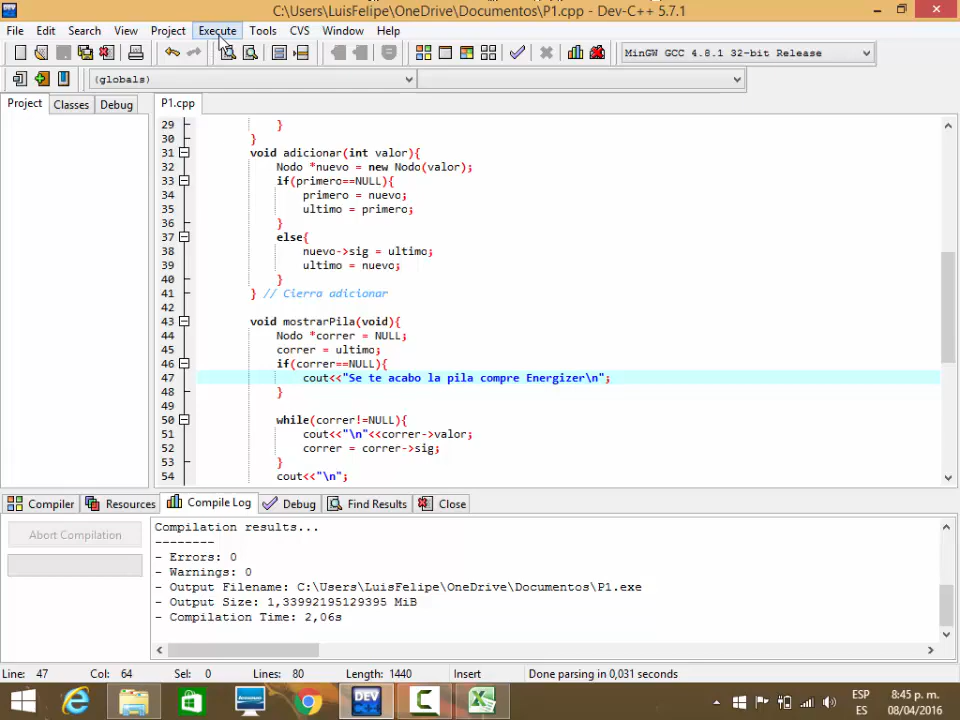 C:\Users\LuisFelipe\OneDrive\Documentos\P1.cpp - Dev-C++ 5.7.1
File Edit Search View Project Execute Tools CVS Window Help
MinGW GCC 4.8.1 32-bit Release
(globals)
Project Classes Debug P1.cpp
29 }
30 }
31 void adicionar(int valor){
32 Nodo *nuevo = new Nodo(valor);
33 if(primero==NULL){
34 primero = nuevo;
35 ultimo = primero;
36 }
37 else{
38 nuevo->sig = ultimo;
39 ultimo = nuevo;
40 }
41 } // Cierra adicionar
42
43 void mostrarPila(void){
44 Nodo *correr = NULL;
45 correr = ultimo;
46 if(correr==NULL){
47 cout<<"Se te acabo la pila compre Energizer\n";
48 }
49
50 while(correr!=NULL){
51 cout<<"\n"<<correr->valor;
52 correr = correr->sig;
53 }
54 cout<<"\n";
Compiler Resources Compile Log Debug Find Results Close
Abort Compilation
Compilation results...
--------
- Errors: 0
- Warnings: 0
- Output Filename: C:\Users\LuisFelipe\OneDrive\Documentos\P1.exe
- Output Size: 1,33992195129395 MiB
- Compilation Time: 2,06s
Line: 47 Col: 64 Sel: 0 Lines: 80 Length: 1440 Insert Done parsing in 0,031 seconds
DEV
ESP
ES
8:45 p. m.
08/04/2016